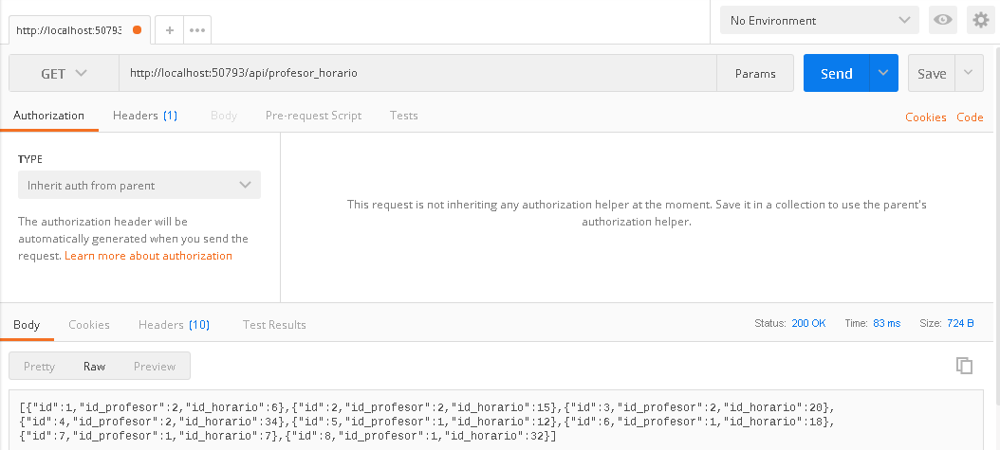 http://localhost:50793
+
•••
No Environment
GET
http://localhost:50793/api/profesor_horario
Params
Send
Save
Authorization
Headers (1)
Body
Pre-request Script
Tests
Cookies
Code
TYPE
Inherit auth from parent
The authorization header will be
automatically generated when you send the
request. Learn more about authorization
This request is not inheriting any authorization helper at the moment. Save it in a collection to use the parent's
authorization helper.
Body
Cookies
Headers (10)
Test Results
Status: 200 OK
Time: 83 ms
Size: 724 B
Pretty
Raw
Preview
[{"id":1,"id_profesor":2,"id_horario":6},{"id":2,"id_profesor":2,"id_horario":15},{"id":3,"id_profesor":2,"id_horario":20},
{"id":4,"id_profesor":2,"id_horario":34},{"id":5,"id_profesor":1,"id_horario":12},{"id":6,"id_profesor":1,"id_horario":18},
{"id":7,"id_profesor":1,"id_horario":7},{"id":8,"id_profesor":1,"id_horario":32}]